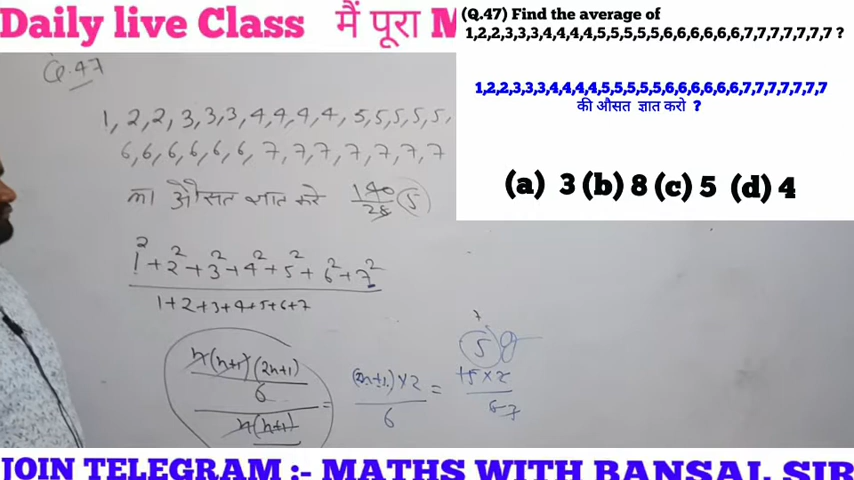 Daily live Class मैं पूरा M
(Q.47) Find the average of
1,2,2,3,3,3,4,4,4,4,5,5,5,5,5,6,6,6,6,6,6,7,7,7,7,7,7,7 ?
1,2,2,3,3,3,4,4,4,4,5,5,5,5,5,6,6,6,6,6,6,7,7,7,7,7,7,7
की औसत ज्ञात करो ?
(a) 3 (b) 8 (c) 5 (d) 4
Q.47
1, 2, 2, 3, 3, 3, 4, 4, 4, 4, 5, 5, 5, 5, 5,
6, 6, 6, 6, 6, 6, 7, 7, 7, 7, 7, 7, 7
का औसत ज्ञात करे 140/28 5
1²+2²+3²+4²+5²+6²+7²
1+2+3+4+5+6+7
n(n+1)(2n+1)
6
n(n+1)
=
(2n+1)×2
6
=
15×2
6
5
JOIN TELEGRAM :- MATHS WITH BANSAL SIR